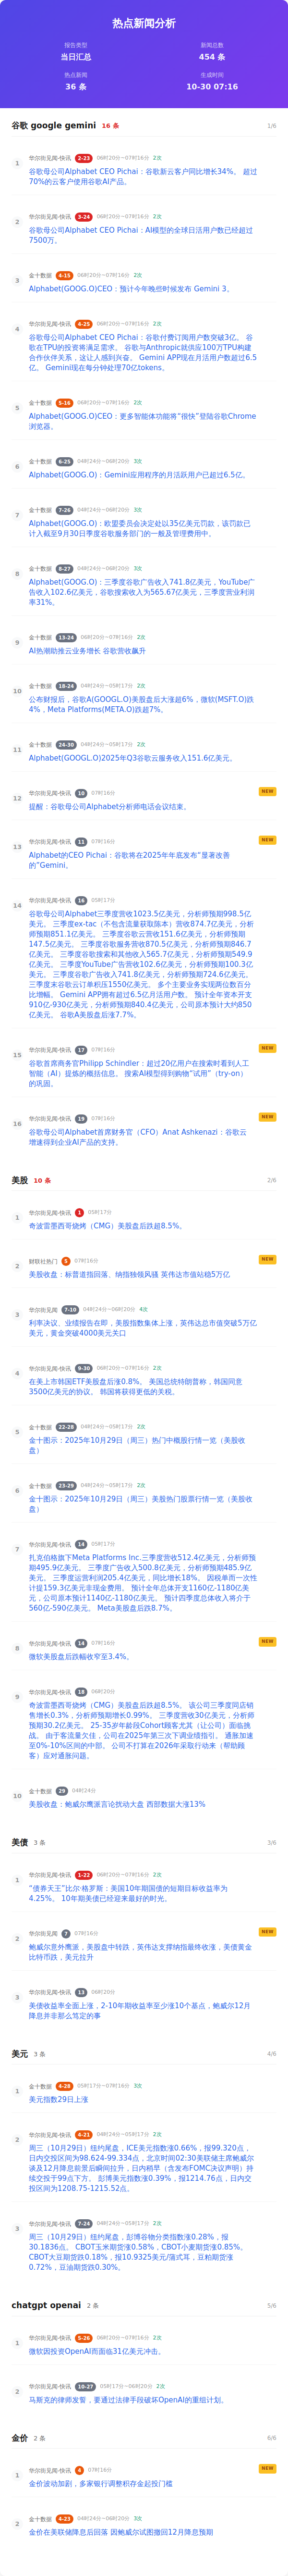 热点新闻分析
报告类型
新闻总数
当日汇总
454 条
热点新闻
生成时间
36 条
10-30 07:16
谷歌 google gemini 16 条
1/6
1
华尔街见闻-快讯 2-23 06时20分~07时16分 2次
谷歌母公司Alphabet CEO Pichai：谷歌新云客户同比增长34%。 超过
70%的云客户使用谷歌AI产品。
2
华尔街见闻-快讯 3-24 06时20分~07时16分 2次
谷歌母公司Alphabet CEO Pichai：AI模型的全球日活跃用户数已经超过
7500万。
3
金十数据 4-15 06时20分~07时16分 2次
Alphabet(GOOG.O)CEO：预计今年晚些时候发布 Gemini 3。
4
华尔街见闻-快讯 4-25 06时20分~07时16分 2次
谷歌母公司Alphabet CEO Pichai：谷歌付费订阅用户数突破3亿。 谷
歌在TPU的投资将满足需求。 谷歌与Anthropic就供应100万TPU构建
合作伙伴关系，这让人感到兴奋。 Gemini APP现在月活用户数超过6.5
亿。 Gemini现在每分钟处理70亿tokens。
5
金十数据 5-16 06时20分~07时16分 2次
Alphabet(GOOG.O)CEO：更多智能体功能将“很快”登陆谷歌Chrome
浏览器。
6
金十数据 6-25 04时24分~06时20分 3次
Alphabet(GOOG.O)：Gemini应用程序的月活跃用户已超过6.5亿。
7
金十数据 7-26 04时24分~06时20分 3次
Alphabet(GOOG.O)：欧盟委员会决定处以35亿美元罚款，该罚款已
计入截至9月30日季度谷歌服务部门的一般及管理费用中。
8
金十数据 8-27 04时24分~06时20分 3次
Alphabet(GOOG.O)：三季度谷歌广告收入741.8亿美元，YouTube广
告收入102.6亿美元，谷歌搜索收入为565.67亿美元，三季度营业利润
率31%。
9
金十数据 13-24 06时20分~07时16分 2次
AI热潮助推云业务增长 谷歌营收飙升
10
金十数据 18-24 04时24分~05时17分 2次
公布财报后，谷歌A(GOOGL.O)美股盘后大涨超6%，微软(MSFT.O)跌
4%，Meta Platforms(META.O)跌超7%。
11
金十数据 24-30 04时24分~05时17分 2次
Alphabet(GOOGL.O)2025年Q3谷歌云服务收入151.6亿美元。
12
华尔街见闻-快讯 10 07时16分
NEW
提醒：谷歌母公司Alphabet分析师电话会议结束。
13
华尔街见闻-快讯 11 07时16分
NEW
Alphabet的CEO Pichai：谷歌将在2025年年底发布“显著改善
的”Gemini。
14
华尔街见闻-快讯 16 05时17分
谷歌母公司Alphabet三季度营收1023.5亿美元，分析师预期998.5亿
美元。 三季度ex-tac（不包含流量获取陈本）营收874.7亿美元，分析
师预期851.1亿美元。 三季度谷歌云营收151.6亿美元，分析师预期
147.5亿美元。 三季度谷歌服务营收870.5亿美元，分析师预期846.7
亿美元。 三季度谷歌搜索和其他收入565.7亿美元，分析师预期549.9
亿美元。 三季度YouTube广告营收102.6亿美元，分析师预期100.3亿
美元。 三季度谷歌广告收入741.8亿美元，分析师预期724.6亿美元。
三季度末谷歌云订单积压1550亿美元。 多个主要业务实现两位数百分
比增幅。 Gemini APP拥有超过6.5亿月活用户数。 预计全年资本开支
910亿-930亿美元，分析师预期840.4亿美元，公司原本预计大约850
亿美元。 谷歌A美股盘后涨7.7%。
15
华尔街见闻-快讯 17 07时16分
NEW
谷歌首席商务官Philipp Schindler：超过20亿用户在搜索时看到人工
智能（AI）提炼的概括信息。 搜索AI模型得到购物“试用”（try-on）
的巩固。
16
华尔街见闻-快讯 19 07时16分
NEW
谷歌母公司Alphabet首席财务官（CFO）Anat Ashkenazi：谷歌云
增速得到企业AI产品的支持。
美股 10 条
2/6
1
华尔街见闻-快讯 1 05时17分
奇波雷墨西哥烧烤（CMG）美股盘后跌超8.5%。
2
财联社热门 5 07时16分
NEW
美股收盘：标普道指回落、纳指独领风骚 英伟达市值站稳5万亿
3
华尔街见闻 7-10 04时24分~06时20分 4次
利率决议、业绩报告在即，美股指数集体上涨，英伟达总市值突破5万亿
美元，黄金突破4000美元关口
4
华尔街见闻-快讯 9-30 06时20分~07时16分 2次
在美上市韩国ETF美股盘后涨0.8%。 美国总统特朗普称，韩国同意
3500亿美元的协议。 韩国将获得更低的关税。
5
金十数据 22-28 04时24分~05时17分 2次
金十图示：2025年10月29日（周三）热门中概股行情一览（美股收
盘）
6
金十数据 23-29 04时24分~05时17分 2次
金十图示：2025年10月29日（周三）美股热门股票行情一览（美股收
盘）
7
华尔街见闻-快讯 14 05时17分
扎克伯格旗下Meta Platforms Inc.三季度营收512.4亿美元，分析师预
期495.9亿美元。 三季度广告收入500.8亿美元，分析师预期485.9亿
美元。 三季度运营利润205.4亿美元，同比增长18%。 因税单而一次性
计提159.3亿美元非现金费用。 预计全年总体开支1160亿-1180亿美
元，公司原本预计1140亿-1180亿美元。 预计四季度总体收入将介于
560亿-590亿美元。 Meta美股盘后跌8.7%。
8
华尔街见闻-快讯 14 07时16分
NEW
微软美股盘后跌幅收窄至3.4%。
9
华尔街见闻-快讯 18 06时20分
奇波雷墨西哥烧烤（CMG）美股盘后跌超8.5%。 该公司三季度同店销
售增长0.3%，分析师预期增长0.99%。 三季度营收30亿美元，分析师
预期30.2亿美元。 25-35岁年龄段Cohort顾客尤其（让公司）面临挑
战。 由于客流量欠佳，公司在2025年第三次下调业绩指引。 通胀加速
至0%-10%区间的中部。 公司不打算在2026年采取行动来（帮助顾
客）应对通胀问题。
10
金十数据 29 04时24分
美股收盘：鲍威尔鹰派言论扰动大盘 西部数据大涨13%
美债 3 条
3/6
1
华尔街见闻-快讯 1-22 06时20分~07时16分 2次
“债券天王”比尔·格罗斯：美国10年期国债的短期目标收益率为
4.25%。 10年期美债已经迎来最好的时光。
2
华尔街见闻 7 07时16分
NEW
鲍威尔意外鹰派，美股盘中转跌，英伟达支撑纳指最终收涨，美债黄金
比特币跌，美元拉升
3
华尔街见闻-快讯 13 06时20分
美债收益率全面上涨，2-10年期收益率至少涨10个基点，鲍威尔12月
降息并非那么笃定的事
美元 3 条
4/6
1
金十数据 4-28 05时17分~07时16分 3次
美元指数29日上涨
2
华尔街见闻-快讯 4-21 04时24分~05时17分 2次
周三（10月29日）纽约尾盘，ICE美元指数涨0.66%，报99.320点，
日内交投区间为98.624-99.334点，北京时间02:30美联储主席鲍威尔
谈及12月降息前景后瞬间拉升，日内稍早（含发布FOMC决议声明）持
续交投于99点下方。 彭博美元指数涨0.39%，报1214.76点，日内交
投区间为1208.75-1215.52点。
3
华尔街见闻-快讯 7-24 04时24分~05时17分 2次
周三（10月29日）纽约尾盘，彭博谷物分类指数涨0.28%，报
30.1836点。 CBOT玉米期货涨0.58%，CBOT小麦期货涨0.85%。
CBOT大豆期货跌0.18%，报10.9325美元/蒲式耳，豆粕期货涨
0.72%，豆油期货跌0.30%。
chatgpt openai 2 条
5/6
1
华尔街见闻-快讯 5-26 06时20分~07时16分 2次
微软因投资OpenAI而面临31亿美元冲击。
2
华尔街见闻-快讯 10-27 05时17分~06时20分 2次
马斯克的律师发誓，要通过法律手段破坏OpenAI的重组计划。
金价 2 条
6/6
1
华尔街见闻-快讯 4 07时16分
NEW
金价波动加剧，多家银行调整积存金起投门槛
2
金十数据 4-23 04时24分~06时20分 3次
金价在美联储降息后回落 因鲍威尔试图撤回12月降息预期